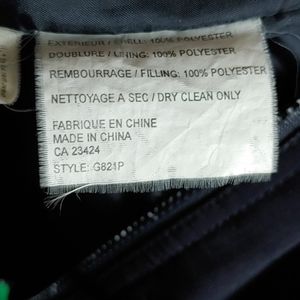 EXTERIEUR / SHELL: 100% POLYESTER
DOUBLURE / LINING: 100% POLYESTER
REMBOURRAGE / FILLING: 100% POLYESTER
NETTOYAGE A SEC / DRY CLEAN ONLY
FABRIQUE EN CHINE
MADE IN CHINA
CA 23424
STYLE: G621P